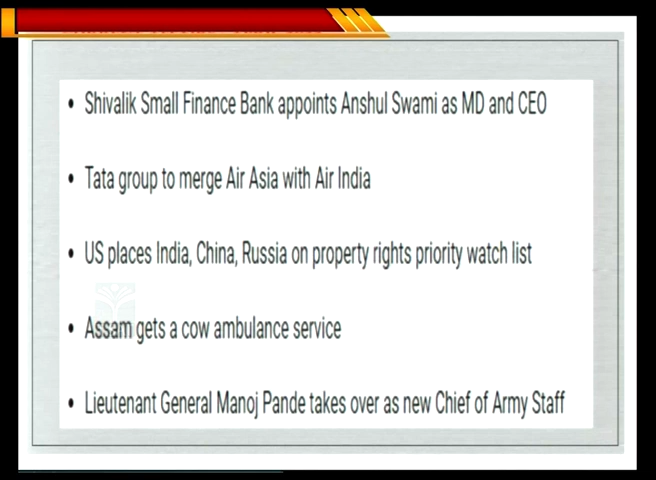 • Shivalik Small Finance Bank appoints Anshul Swami as MD and CEO
• Tata group to merge Air Asia with Air India
• US places India, China, Russia on property rights priority watch list
• Assam gets a cow ambulance service
• Lieutenant General Manoj Pande takes over as new Chief of Army Staff